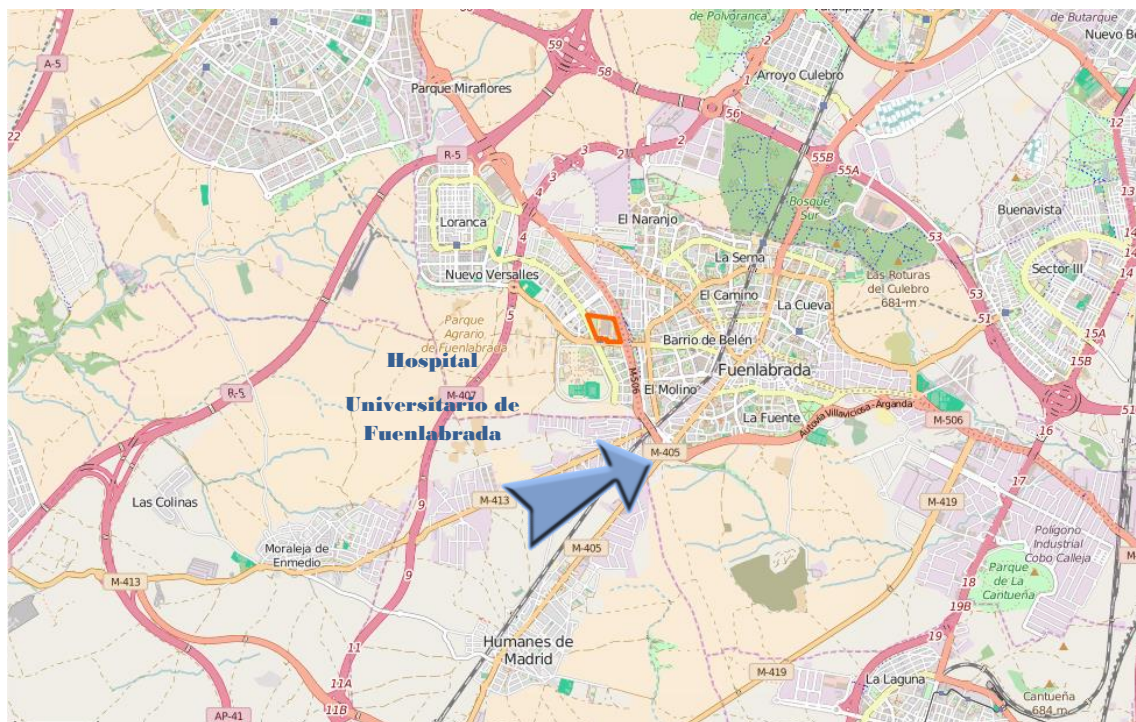 59
58
de Polvoranca
de Butarque
A-5
Arroyo Culebro
Parque Miraflores
2
1
56
12
22
R-5
3
2
2
3
4
55B
55A
13
Bosque
Sur
Buenavista
Loranca
El Naranjo
4
14
53
14
La Serna
Sector III
Nuevo Versalles
Las Roturas
del Culebro
681 m
El Camino
La Cueva
53
5
51
Parque
Agrario
de Fuenlabrada
Barrio de Belén
15A
15B
Hospital
Universitario de
Fuenlabrada
M-506
Fuenlabrada
El Molino
R-5
M-407
La Fuente
Autovía Villaviciosa - Arganda
51
M-506
16
M-405
17
Las Colinas
9
M-413
M-419
Moraleja de
Enmedio
M-405
Polígono
Industrial
Cobo Calleja
9
M-413
Parque
de La
Cantueña
18
19B
11
Humanes de
Madrid
19
M-419
La Laguna
11A
11B
AP-41
Cantueña
684 m